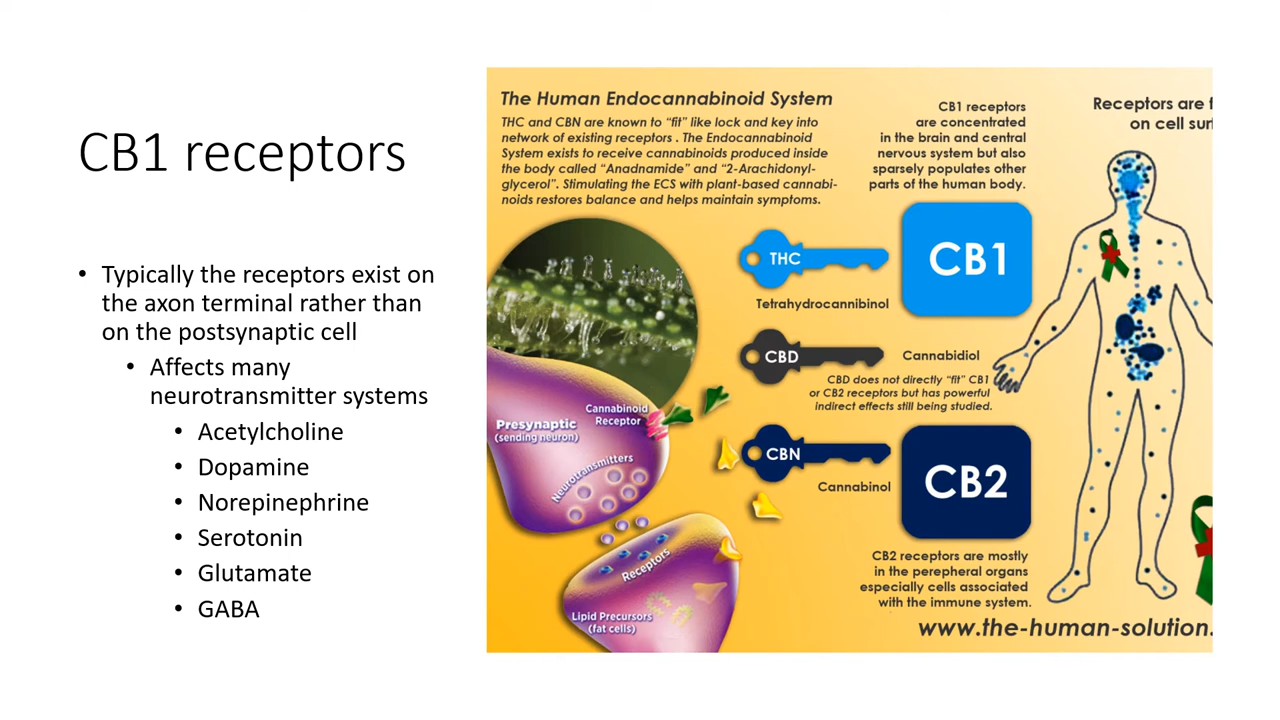 CB1 receptors
• Typically the receptors exist on
the axon terminal rather than
on the postsynaptic cell
• Affects many
neurotransmitter systems
• Acetylcholine
• Dopamine
• Norepinephrine
• Serotonin
• Glutamate
• GABA
The Human Endocannabinoid System
THC and CBN are known to “fit” like lock and key into
network of existing receptors . The Endocannabinoid
System exists to receive cannabinoids produced inside
the body called “Anadnamide” and “2-Arachidonyl-
glycerol”. Stimulating the ECS with plant-based cannabi-
noids restores balance and helps maintain symptoms.
CB1 receptors
are concentrated
in the brain and central
nervous system but also
sparsely populates other
parts of the human body.
Receptors are f
on cell sur
THC
Tetrahydrocannibinol
CB1
CBD
Cannabidiol
CBD does not directly “fit” CB1
or CB2 receptors but has powerful
indirect effects still being studied.
CBN
Cannabinol
CB2
CB2 receptors are mostly
in the perepheral organs
especially cells associated
with the immune system.
Presynaptic
(sending neuron)
Cannabinoid
Receptor
Neurotransmitters
Receptors
Lipid Precursors
(fat cells)
www.the-human-solution.